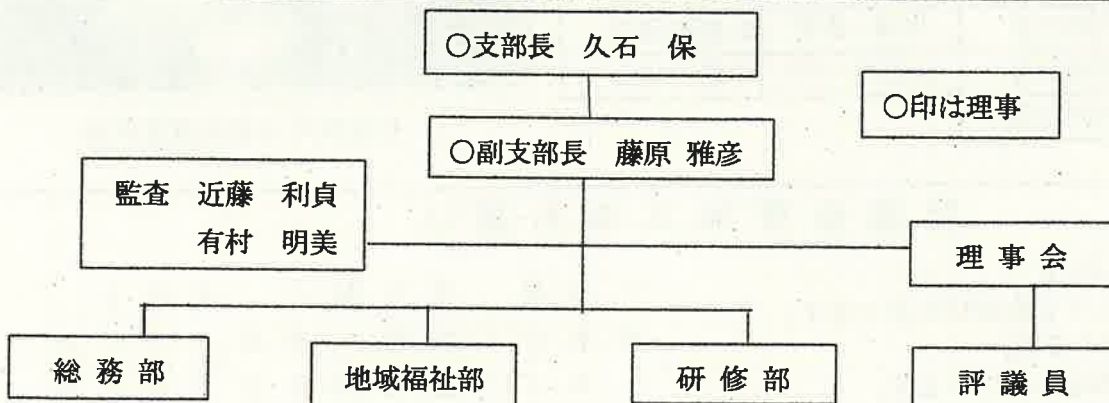 ○支部長 久石 保
○印は理事
○副支部長 藤原 雅彦
監査 近藤 利貞
有村 明美
理 事 会
総 務 部
地域福祉部
研 修 部
評 議 員